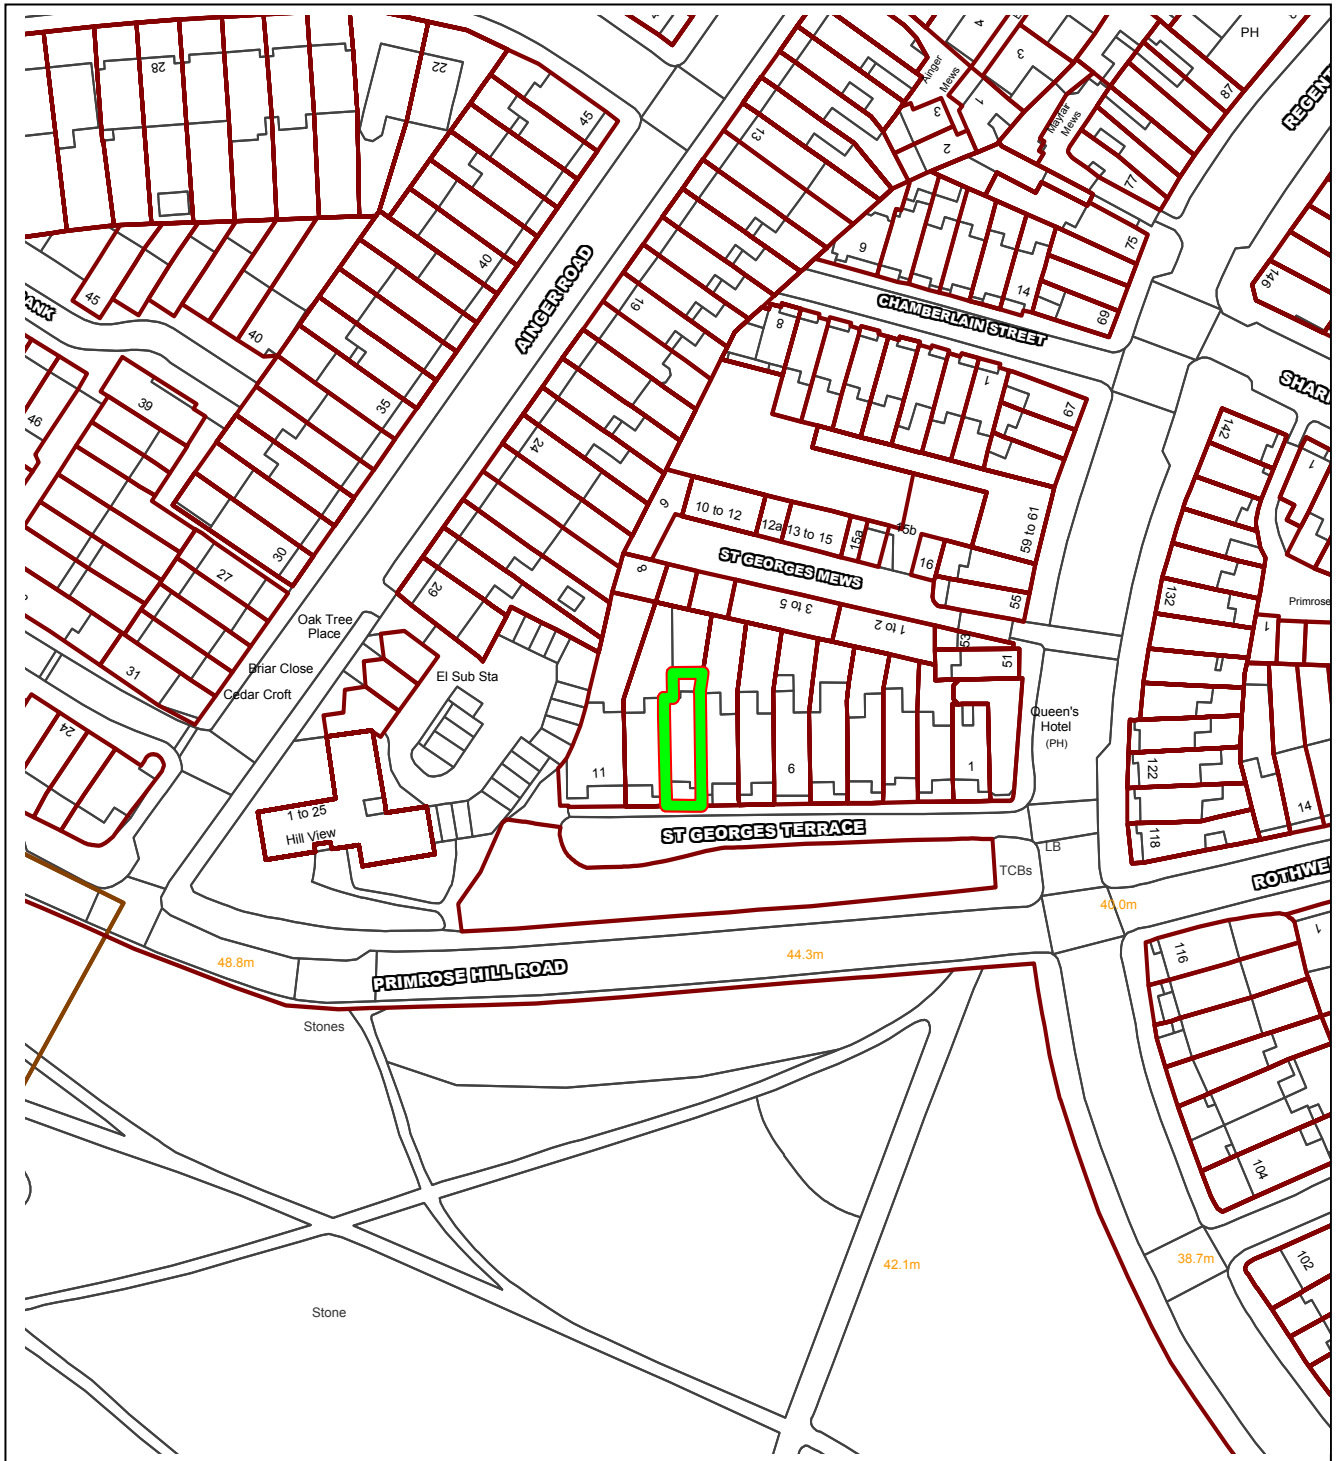 28
22
45
4
3
PH
87
REGENT
Ainger
Mews
3
1
2
Mayfair
Mews
77
13
40
45
40
ANK
AINGER ROAD
19
9
14
75
69
146
CHAMBERLAIN STREET
8
1
67
SHAR
46
39
35
24
142
1
9
10 to 12
12a
13 to 15
15a
15b
16
59 to 61
ST GEORGES MEWS
30
27
29
8
3 to 5
1 to 2
55
53
51
132
Primrose
1
Oak Tree
Place
Briar Close
Cedar Croft
El Sub Sta
31
24
Queen's
Hotel
(PH)
11
6
1
122
14
118
1 to 25
Hill View
ST GEORGES TERRACE
LB
TCBs
ROTHWE
40.0m
48.8m
44.3m
PRIMROSE HILL ROAD
116
1
Stones
104
42.1m
38.7m
102
Stone